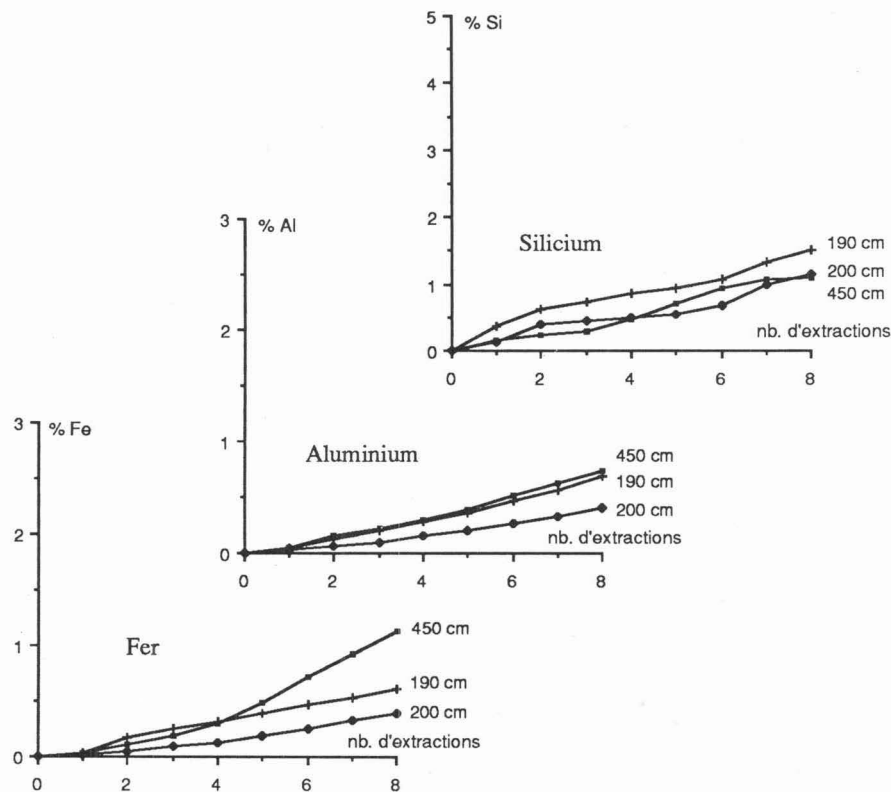 % Si
5
4
3
2
1
0
Silicium
190 cm
200 cm
450 cm
nb. d'extractions
0 2 4 6 8
% Al
3
2
1
0
Aluminium
450 cm
190 cm
200 cm
nb. d'extractions
0 2 4 6 8
% Fe
3
2
1
0
Fer
450 cm
190 cm
200 cm
nb. d'extractions
0 2 4 6 8